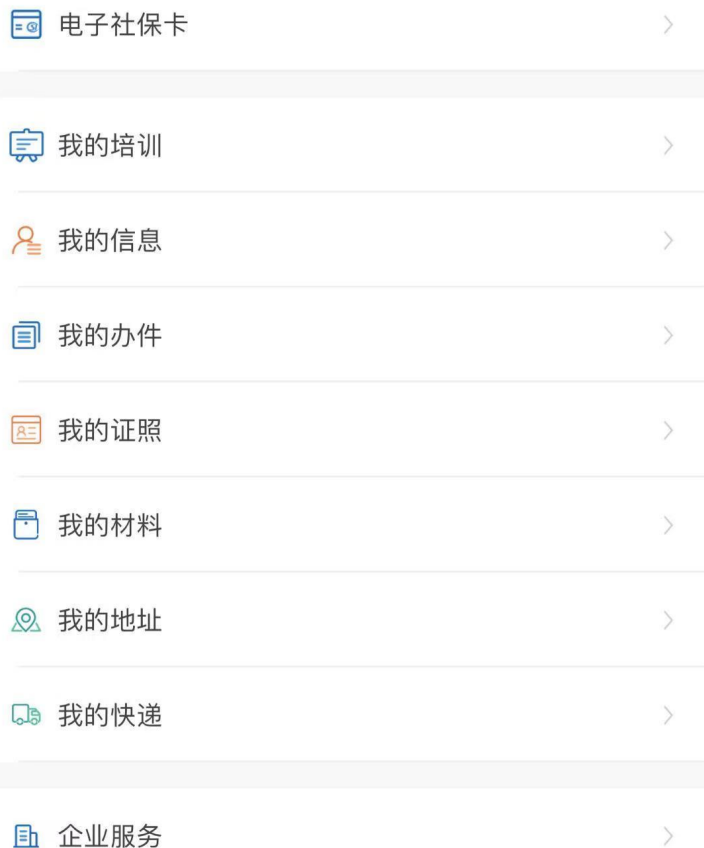 电子社保卡
我的培训
我的信息
我的办件
我的证照
我的材料
我的地址
我的快递
企业服务